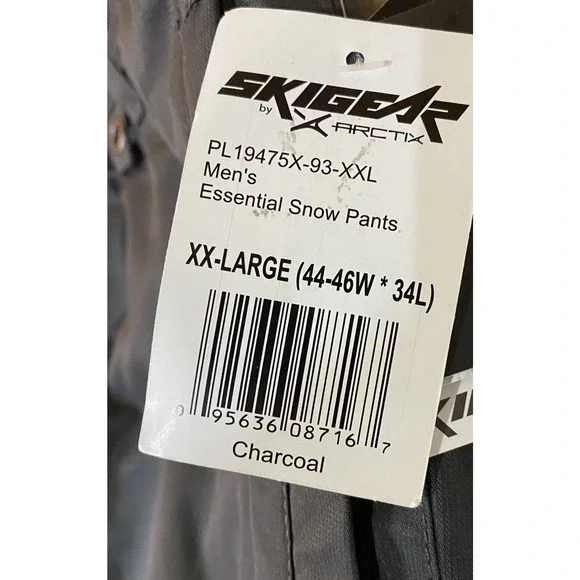 SKIGEAR
by ARCTIX
PL19475X-93-XXL
Men's
Essential Snow Pants
XX-LARGE (44-46W * 34L)
0 95636 08716 7
Charcoal